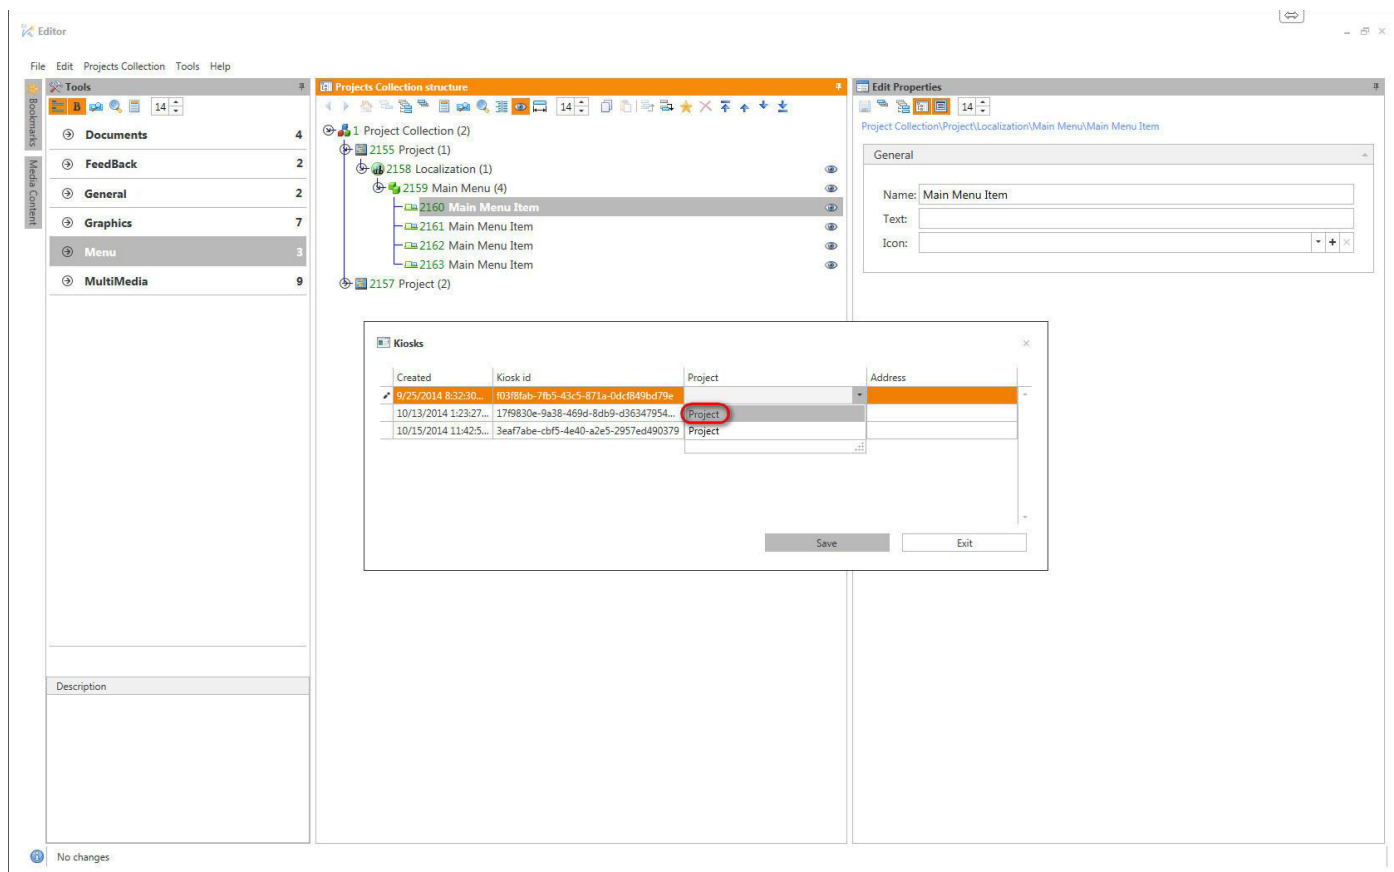 Editor
File Edit Projects Collection Tools Help
Bookmarks
Media Content
Tools
B 14
Documents 4
FeedBack 2
General 2
Graphics 7
Menu 3
MultiMedia 9
Description
Projects Collection structure
14
1 Project Collection (2)
2155 Project (1)
2158 Localization (1)
2159 Main Menu (4)
2160 Main Menu Item
2161 Main Menu Item
2162 Main Menu Item
2163 Main Menu Item
2157 Project (2)
Edit Properties
14
Project Collection\Project\Localization\Main Menu\Main Menu Item
General
Name: Main Menu Item
Text:
Icon:
Kiosks
Created Kiosk id Project Address
9/25/2014 8:32:30... f03f8fab-7fb5-43c5-871a-0dcf849bd79e
10/13/2014 1:23:27... 17f9830e-9a38-469d-8db9-d36347954... Project
10/15/2014 11:42:5... 3eaf7abe-cbf5-4e40-a2e5-2957ed490379 Project
Save Exit
No changes